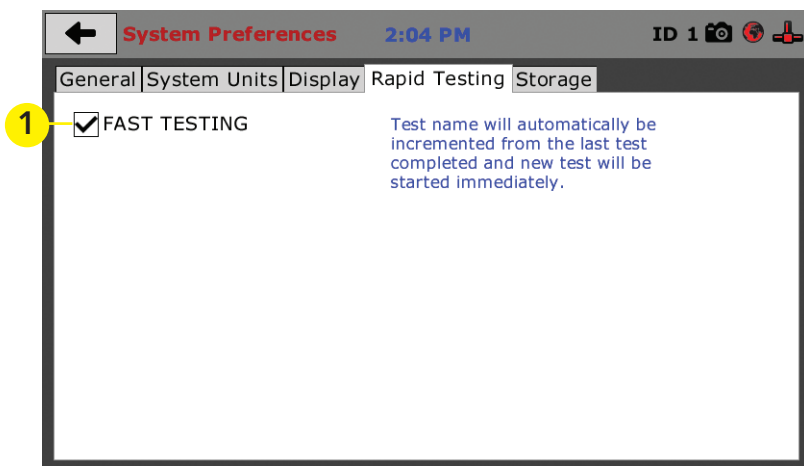 System Preferences 2:04 PM ID 1
General System Units Display Rapid Testing Storage
1 FAST TESTING
Test name will automatically be
incremented from the last test
completed and new test will be
started immediately.